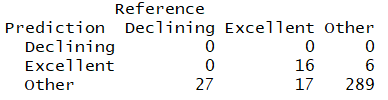 Reference
Prediction Declining Excellent Other
Declining 0 0 0
Excellent 0 16 6
Other 27 17 289